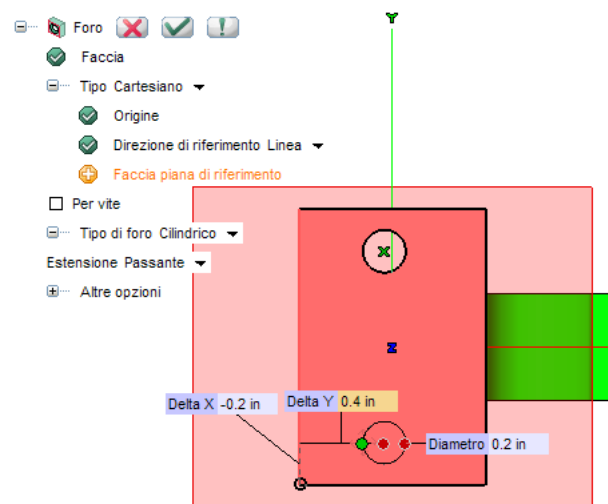 Foro
Faccia
Tipo Cartesiano
Origine
Direzione di riferimento Linea
Faccia piana di riferimento
Per vite
Tipo di foro Cilindrico
Estensione Passante
Altre opzioni
Y
X
Z
Delta X -0.2 in
Delta Y 0.4 in
Diametro 0.2 in